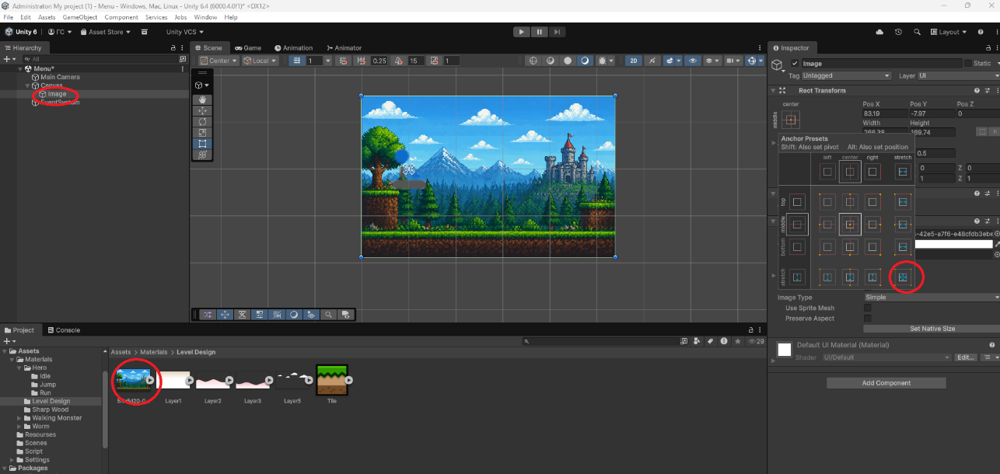 Administrator: My project (1) - Menu - Windows, Mac, Linux - Unity 6.4 (6000.4.0f1)* <DX12>
File Edit Assets GameObject Component Services Jobs Window Help
Unity 6 ГС Asset Store Unity VCS Layout
Hierarchy Scene Game Animation Animator Inspector
All Center Local 1 0.25 15 1 2D Image Static
Menu*
Main Camera
Canvas
Image
EventSystem
Tag Untagged Layer UI
Rect Transform
center Pos X Pos Y Pos Z
middle 83.19 -7.97 0
Width Height
266.38 169.74
Anchor Presets
Shift: Also set pivot Alt: Also set position
0.5
left center right stretch
0 Z 0
1 Z 1
top
middle
-42e5-a7f6-e48cfdb3ebe
bottom
stretch
Image Type Simple
Use Sprite Mesh
Preserve Aspect
Set Native Size
Default UI Material (Material)
Shader UI/Default Edit...
Add Component
Project Console
29
Assets
Materials
Hero
Idle
Jump
Run
Level Design
Sharp Wood
Walking Monster
Worm
Resourses
Scenes
Script
Settings
Packages
Assets > Materials > Level Design
Layer1 Layer2 Layer3 Layer5 Tile